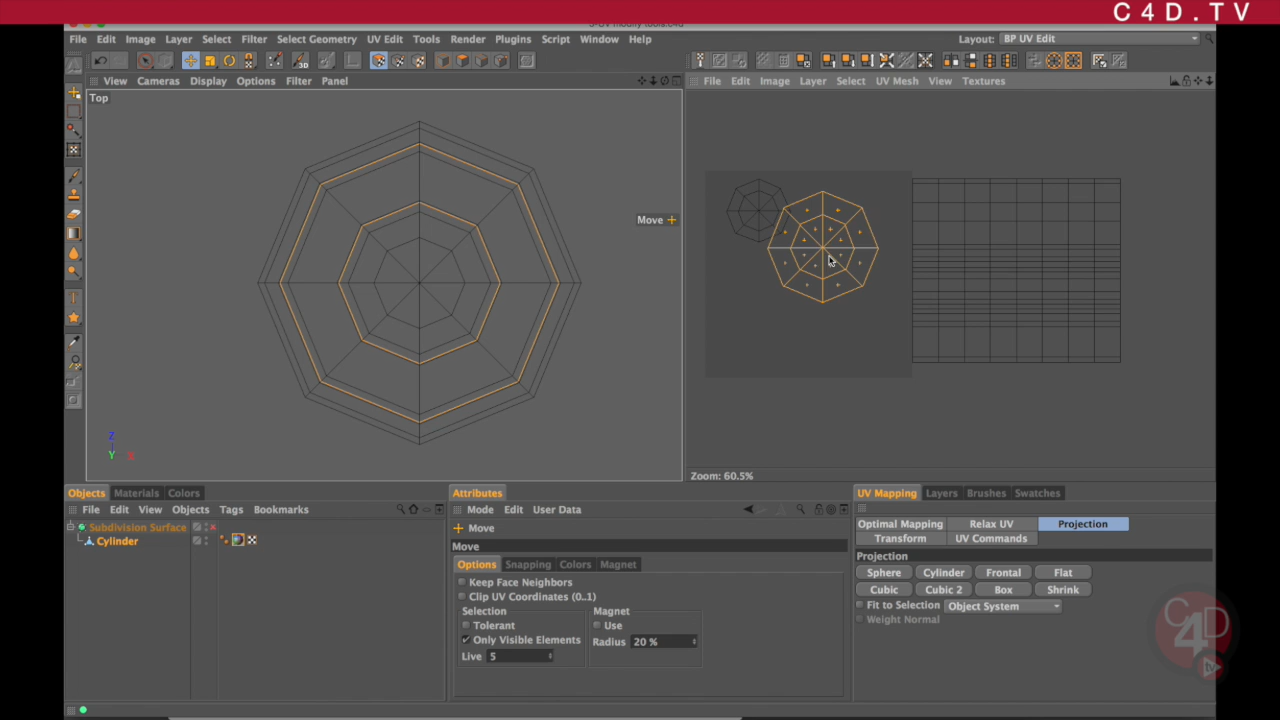 C4D.TV
File Edit Image Layer Select Filter Select Geometry UV Edit Tools Render Plugins Script Window Help
Layout: BP UV Edit
View Cameras Display Options Filter Panel
File Edit Image Layer Select UV Mesh View Textures
Top
Move
Z
Y X
Zoom: 60.5%
Objects Materials Colors
File Edit View Objects Tags Bookmarks
Subdivision Surface
Cylinder
Attributes
Mode Edit User Data
Move
Move
Options Snapping Colors Magnet
Keep Face Neighbors
Clip UV Coordinates (0..1)
Selection Magnet
Tolerant Use
Only Visible Elements Radius 20 %
Live 5
UV Mapping Layers Brushes Swatches
Optimal Mapping Relax UV Projection
Transform UV Commands
Projection
Sphere Cylinder Frontal Flat
Cubic Cubic 2 Box Shrink
Fit to Selection Object System
Weight Normal
C4D
tv